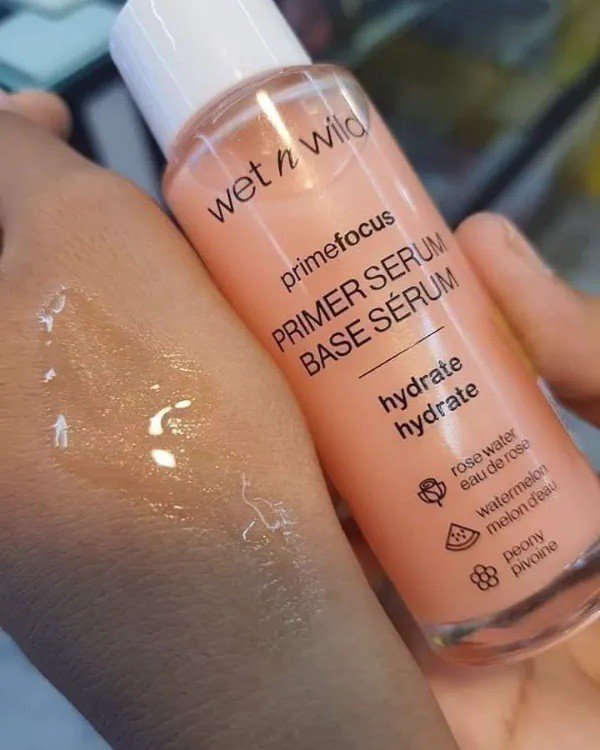 wet n wild
primefocus
PRIMER SERUM
BASE SÉRUM
hydrate
hydrate
rose water
eau de rose
watermelon
melon d'eau
peony
pivoine